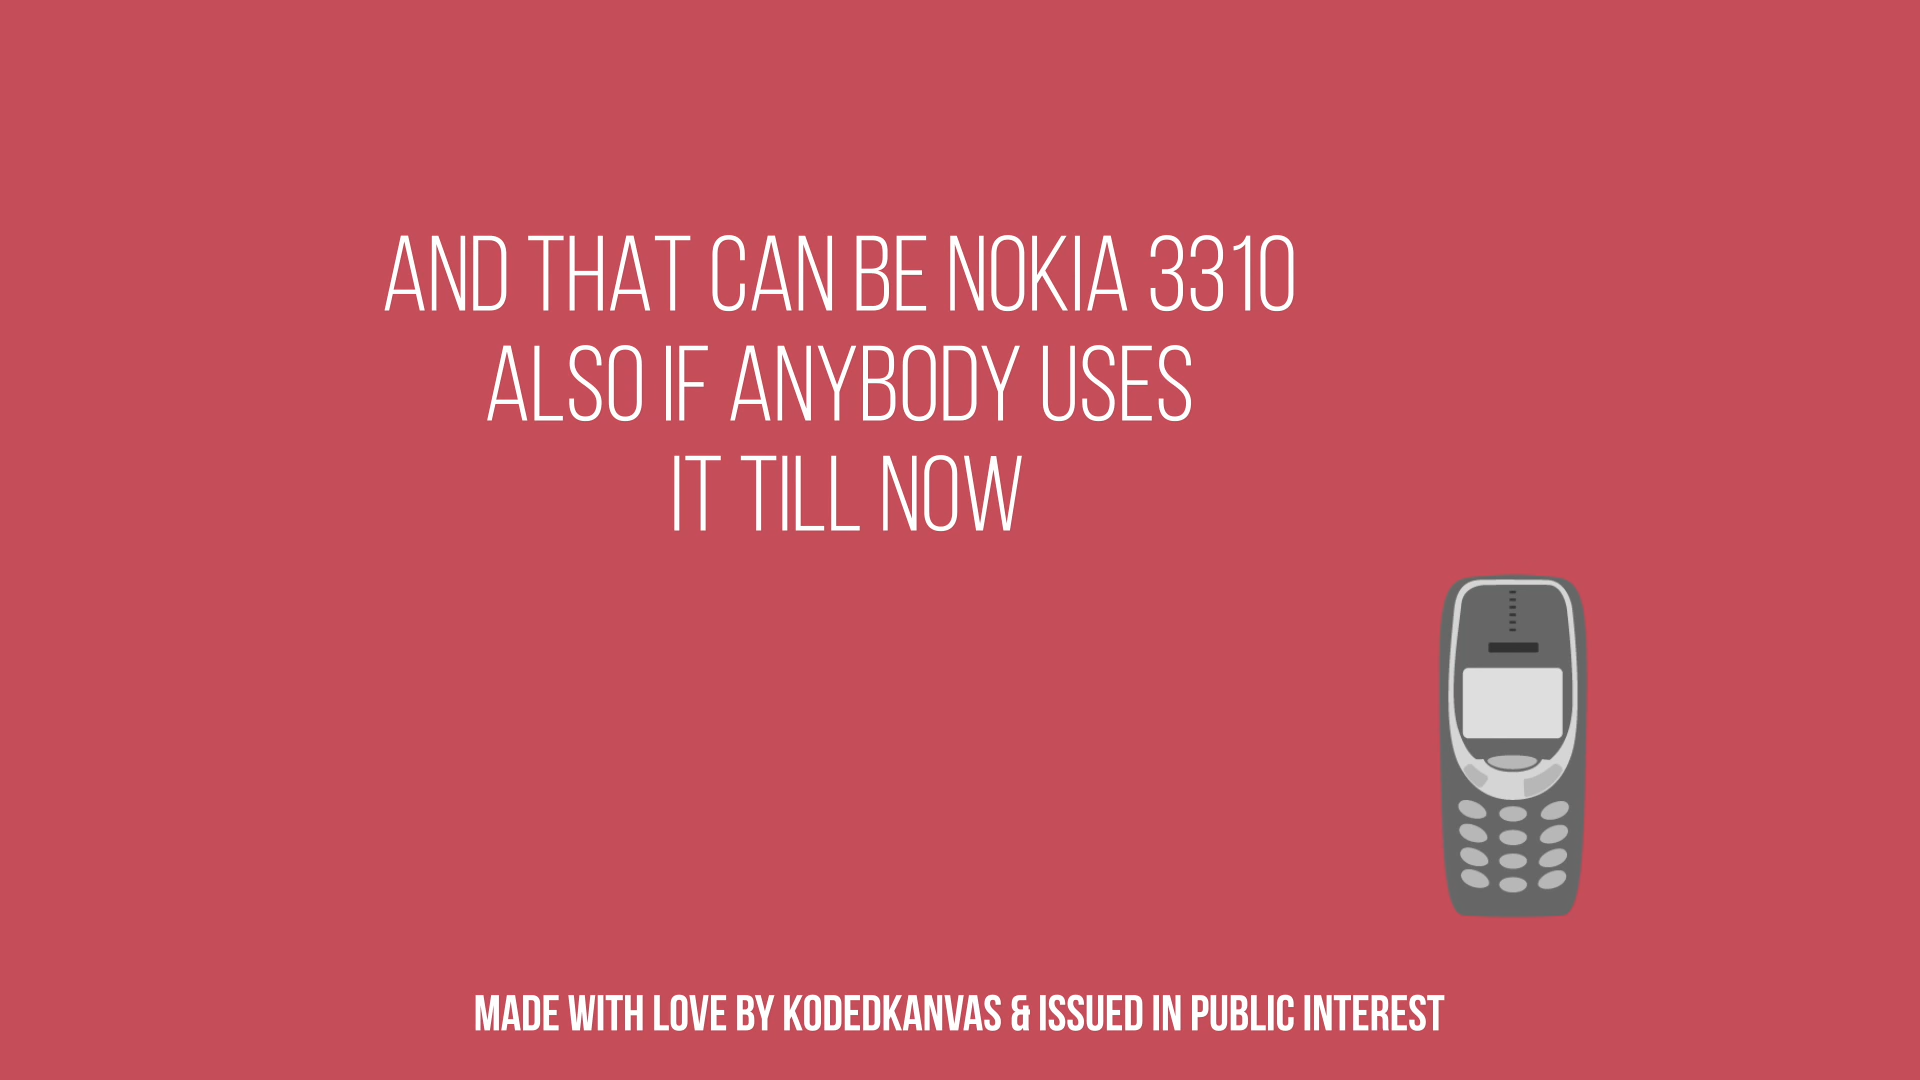 AND THAT CAN BE NOKIA 3310
ALSO IF ANYBODY USES
IT TILL NOW
MADE WITH LOVE BY KODEDKANVAS & ISSUED IN PUBLIC INTEREST